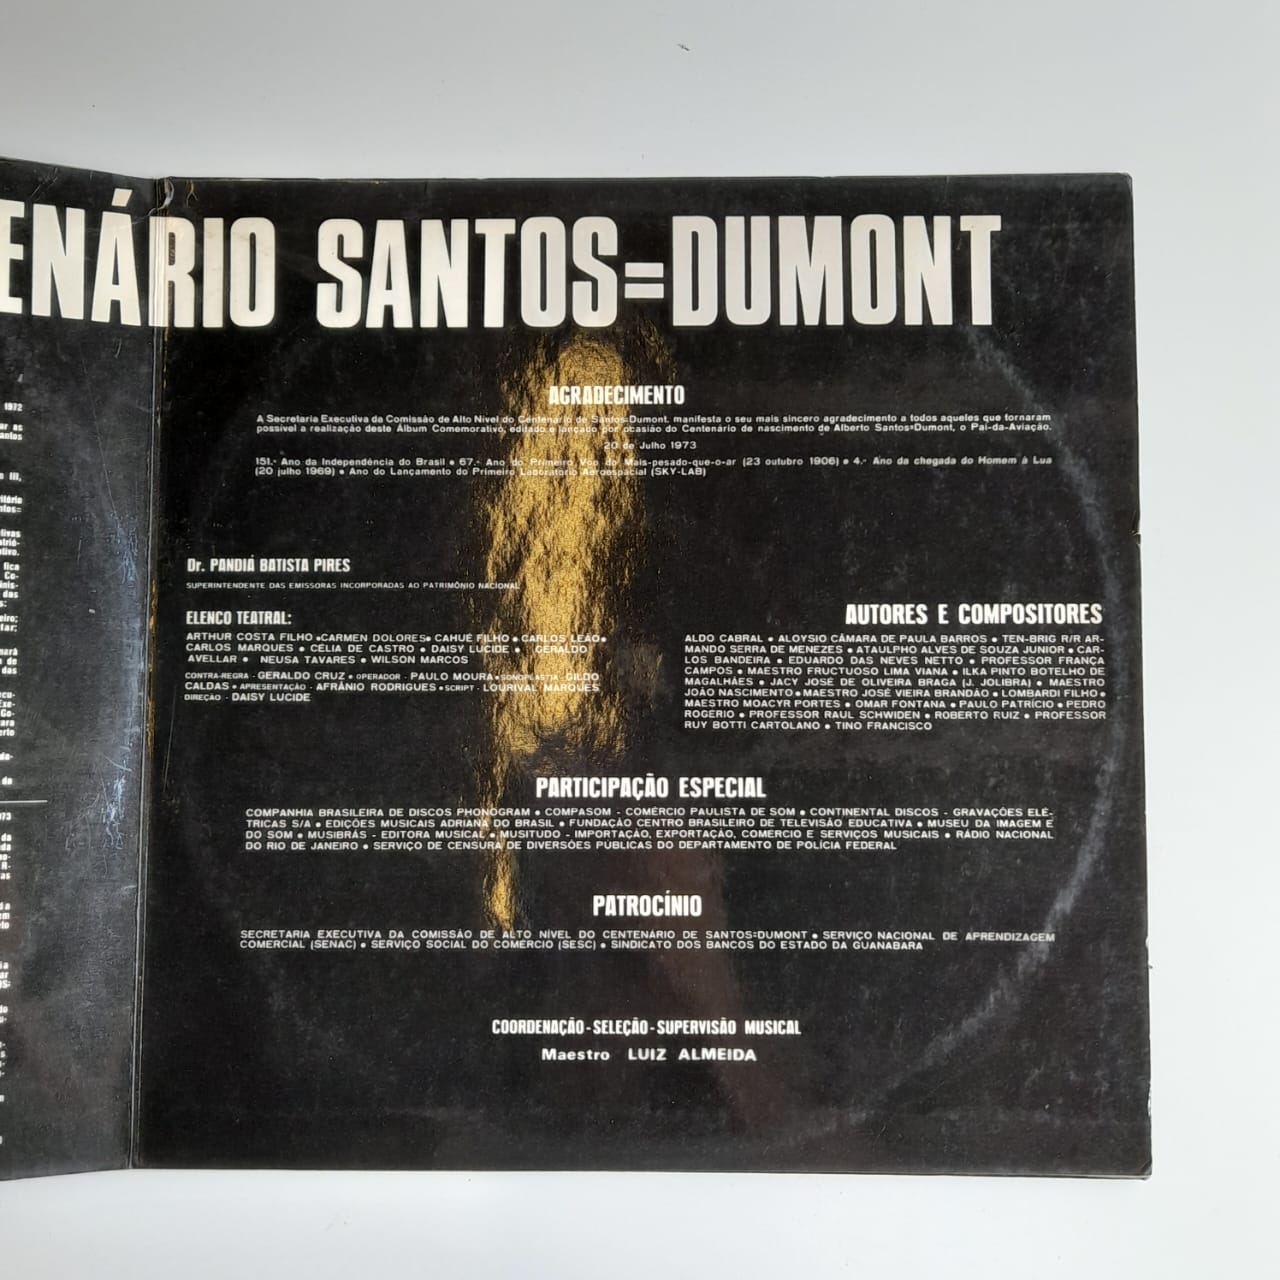 ENÁRIO SANTOS=DUMONT
AGRADECIMENTO
A Secretaria Executiva da Comissão de Alto Nível do Centenário de Santos=Dumont, manifesta o seu mais sincero agradecimento a todos aqueles que tornaram
possível a realização deste Álbum Comemorativo, editado e lançado por ocasião do Centenário de nascimento de Alberto Santos=Dumont, o Pai-da-Aviação.
20 de Julho 1973
151.º Ano da Independência do Brasil • 67.º Ano do Primeiro Voo do Mais-pesado-que-o-ar (23 outubro 1906) • 4.º Ano da chegada do Homem à Lua
(20 julho 1969) • Ano do Lançamento do Primeiro Laboratório Aeroespacial (SKY-LAB)
Dr. PANDIÁ BATISTA PIRES
SUPERINTENDENTE DAS EMISSORAS INCORPORADAS AO PATRIMÔNIO NACIONAL
ELENCO TEATRAL:
ARTHUR COSTA FILHO • CARMEN DOLORES • CAHUÉ FILHO • CARLOS LEÃO •
CARLOS MARQUES • CÉLIA DE CASTRO • DAISY LUCIDE • GERALDO
AVELLAR • NEUSA TAVARES • WILSON MARCOS
CONTRA-REGRA - GERALDO CRUZ • OPERADOR - PAULO MOURA • SONOPLASTIA - GILDO
CALDAS • APRESENTAÇÃO - AFRÂNIO RODRIGUES • SCRIPT - LOURIVAL MARQUES
DIREÇÃO - DAISY LUCIDE
AUTORES E COMPOSITORES
ALDO CABRAL • ALOYSIO CÂMARA DE PAULA BARROS • TEN-BRIG R/R AR-
MANDO SERRA DE MENEZES • ATAULPHO ALVES DE SOUZA JUNIOR • CAR-
LOS BANDEIRA • EDUARDO DAS NEVES NETTO • PROFESSOR FRANÇA
CAMPOS • MAESTRO FRUCTUOSO LIMA VIANA • ILKA PINTO BOTELHO DE
MAGALHÃES • JACY JOSÉ DE OLIVEIRA BRAGA (J. JOLIBRA) • MAESTRO
JOÃO NASCIMENTO • MAESTRO JOSÉ VIEIRA BRANDÃO • LOMBARDI FILHO •
MAESTRO MOACYR PORTES • OMAR FONTANA • PAULO PATRÍCIO • PEDRO
ROGÉRIO • PROFESSOR RAUL SCHWIDEN • ROBERTO RUIZ • PROFESSOR
RUY BOTTI CARTOLANO • TINO FRANCISCO
PARTICIPAÇÃO ESPECIAL
COMPANHIA BRASILEIRA DE DISCOS PHONOGRAM • COMPASOM - COMÉRCIO PAULISTA DE SOM • CONTINENTAL DISCOS - GRAVAÇÕES ELÉ-
TRICAS S/A • EDIÇÕES MUSICAIS ADRIANA DO BRASIL • FUNDAÇÃO CENTRO BRASILEIRO DE TELEVISÃO EDUCATIVA • MUSEU DA IMAGEM E
DO SOM • MUSIBRÁS - EDITORA MUSICAL • MUSITUDO - IMPORTAÇÃO, EXPORTAÇÃO, COMERCIO E SERVIÇOS MUSICAIS • RÁDIO NACIONAL
DO RIO DE JANEIRO • SERVIÇO DE CENSURA DE DIVERSÕES PÚBLICAS DO DEPARTAMENTO DE POLÍCIA FEDERAL
PATROCÍNIO
SECRETARIA EXECUTIVA DA COMISSÃO DE ALTO NÍVEL DO CENTENÁRIO DE SANTOS=DUMONT • SERVIÇO NACIONAL DE APRENDIZAGEM
COMERCIAL (SENAC) • SERVIÇO SOCIAL DO COMÉRCIO (SESC) • SINDICATO DOS BANCOS DO ESTADO DA GUANABARA
COORDENAÇÃO - SELEÇÃO - SUPERVISÃO MUSICAL
Maestro LUIZ ALMEIDA